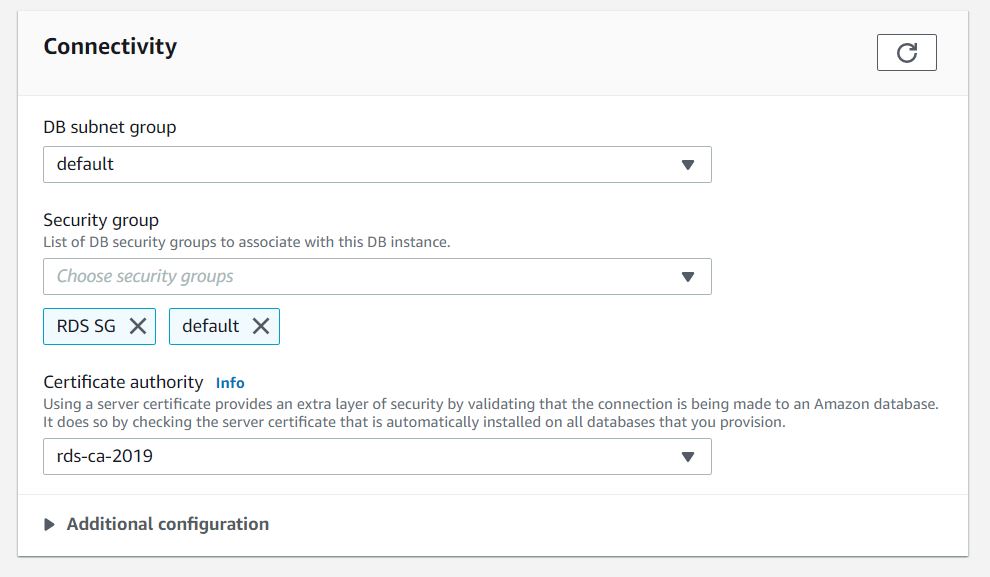 Connectivity
DB subnet group
default
Security group
List of DB security groups to associate with this DB instance.
Choose security groups
RDS SG
default
Certificate authority Info
Using a server certificate provides an extra layer of security by validating that the connection is being made to an Amazon database.
It does so by checking the server certificate that is automatically installed on all databases that you provision.
rds-ca-2019
Additional configuration